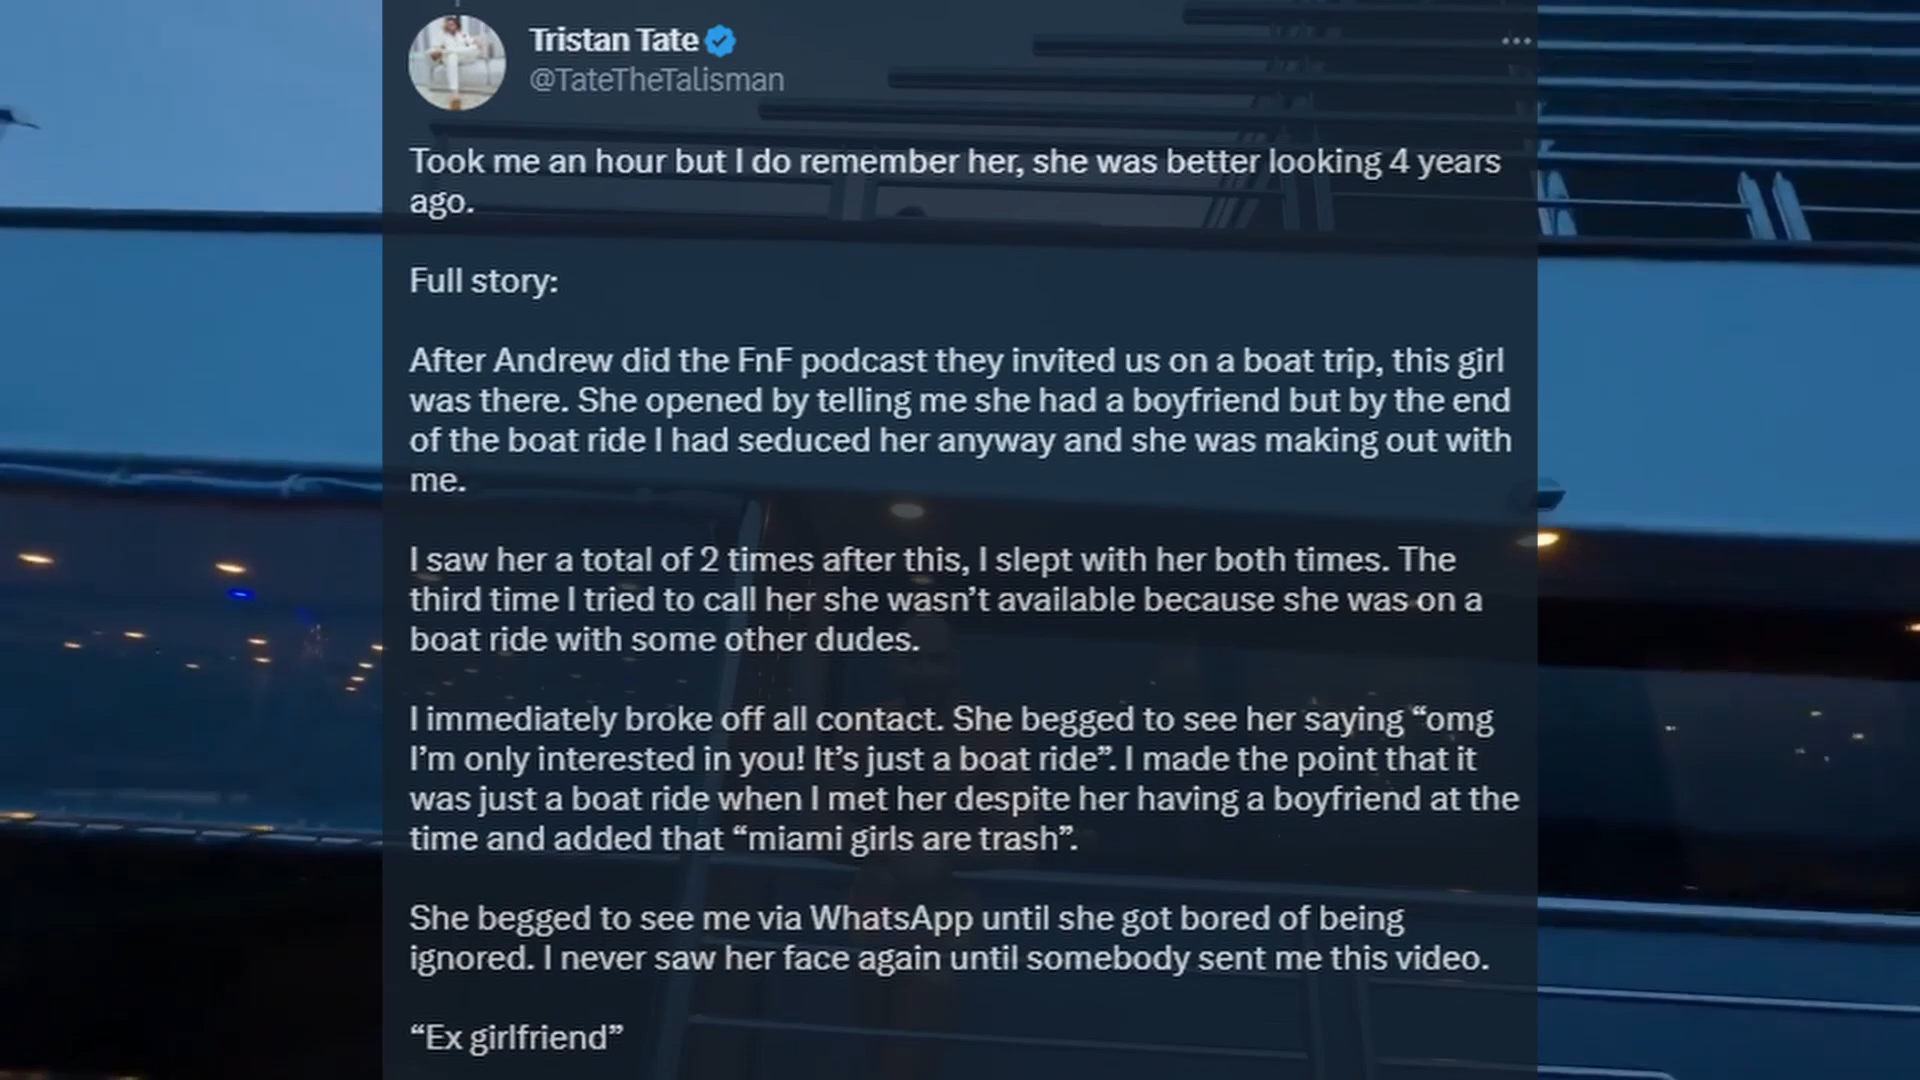 Tristan Tate
@TateTheTalisman
Took me an hour but I do remember her, she was better looking 4 years
ago.
Full story:
After Andrew did the FnF podcast they invited us on a boat trip, this girl
was there. She opened by telling me she had a boyfriend but by the end
of the boat ride I had seduced her anyway and she was making out with
me.
I saw her a total of 2 times after this, I slept with her both times. The
third time I tried to call her she wasn’t available because she was on a
boat ride with some other dudes.
I immediately broke off all contact. She begged to see her saying “omg
I’m only interested in you! It’s just a boat ride”. I made the point that it
was just a boat ride when I met her despite her having a boyfriend at the
time and added that “miami girls are trash”.
She begged to see me via WhatsApp until she got bored of being
ignored. I never saw her face again until somebody sent me this video.
“Ex girlfriend”